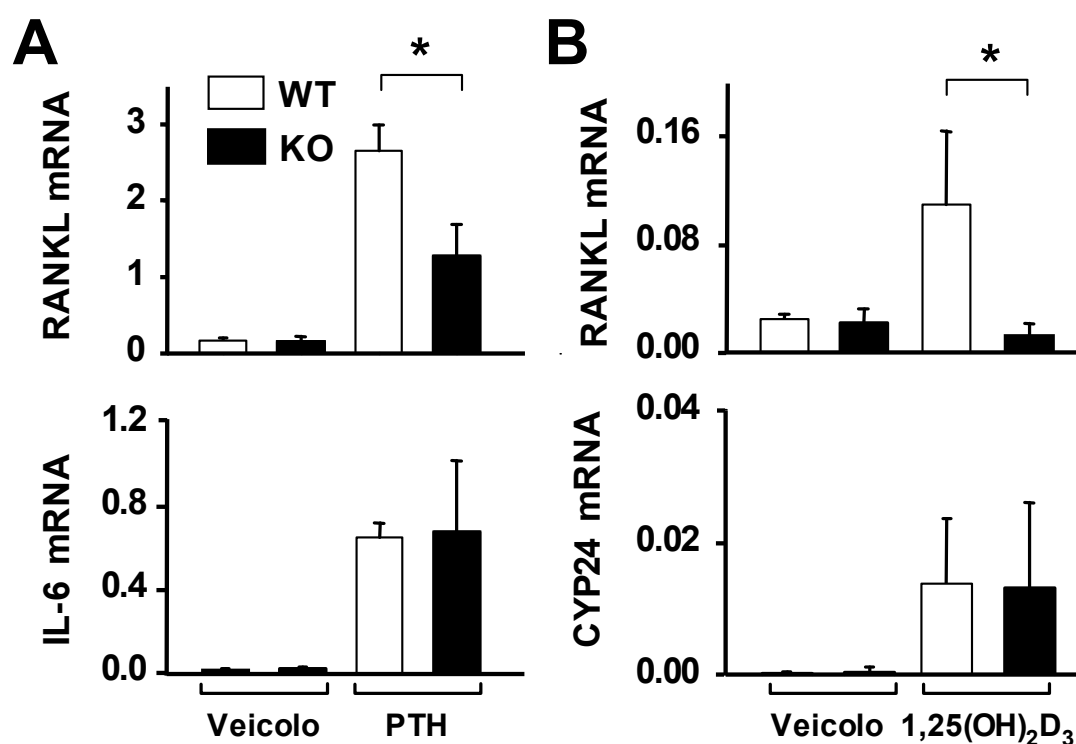 A
*
WT
KO
RANKL mRNA
3
2
1
0
IL-6 mRNA
1.2
0.8
0.4
0.0
Veicolo
PTH
B
*
RANKL mRNA
0.16
0.08
0.00
CYP24 mRNA
0.04
0.02
0.00
Veicolo
1,25(OH)₂D₃